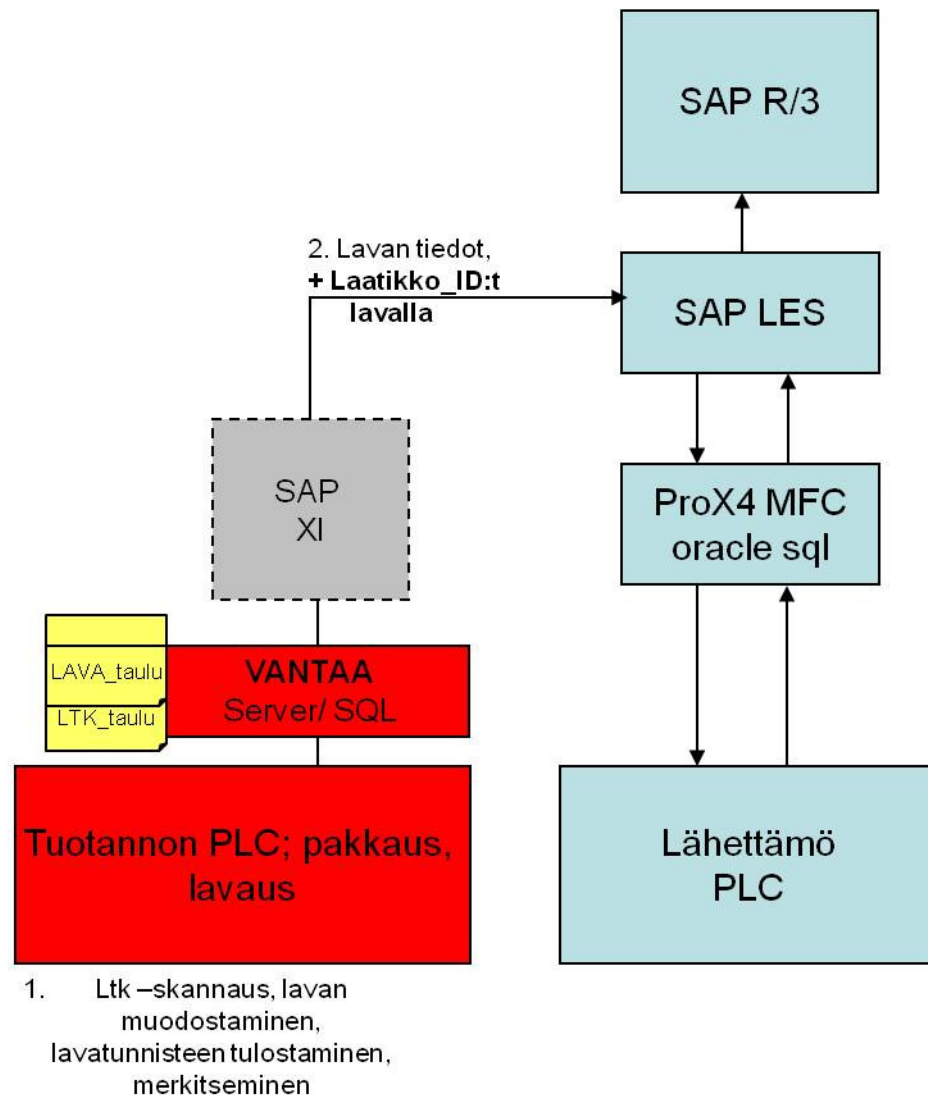 SAP R/3
2. Lavan tiedot,
+ Laatikko_ID:t
lavalla
SAP LES
SAP
XI
ProX4 MFC
oracle sql
LAVA_taulu
LTK_taulu
VANTAA
Server/ SQL
Tuotannon PLC; pakkaus,
lavaus
Lähettämö
PLC
1. Ltk –skannaus, lavan
muodostaminen,
lavatunnisteen tulostaminen,
merkitseminen